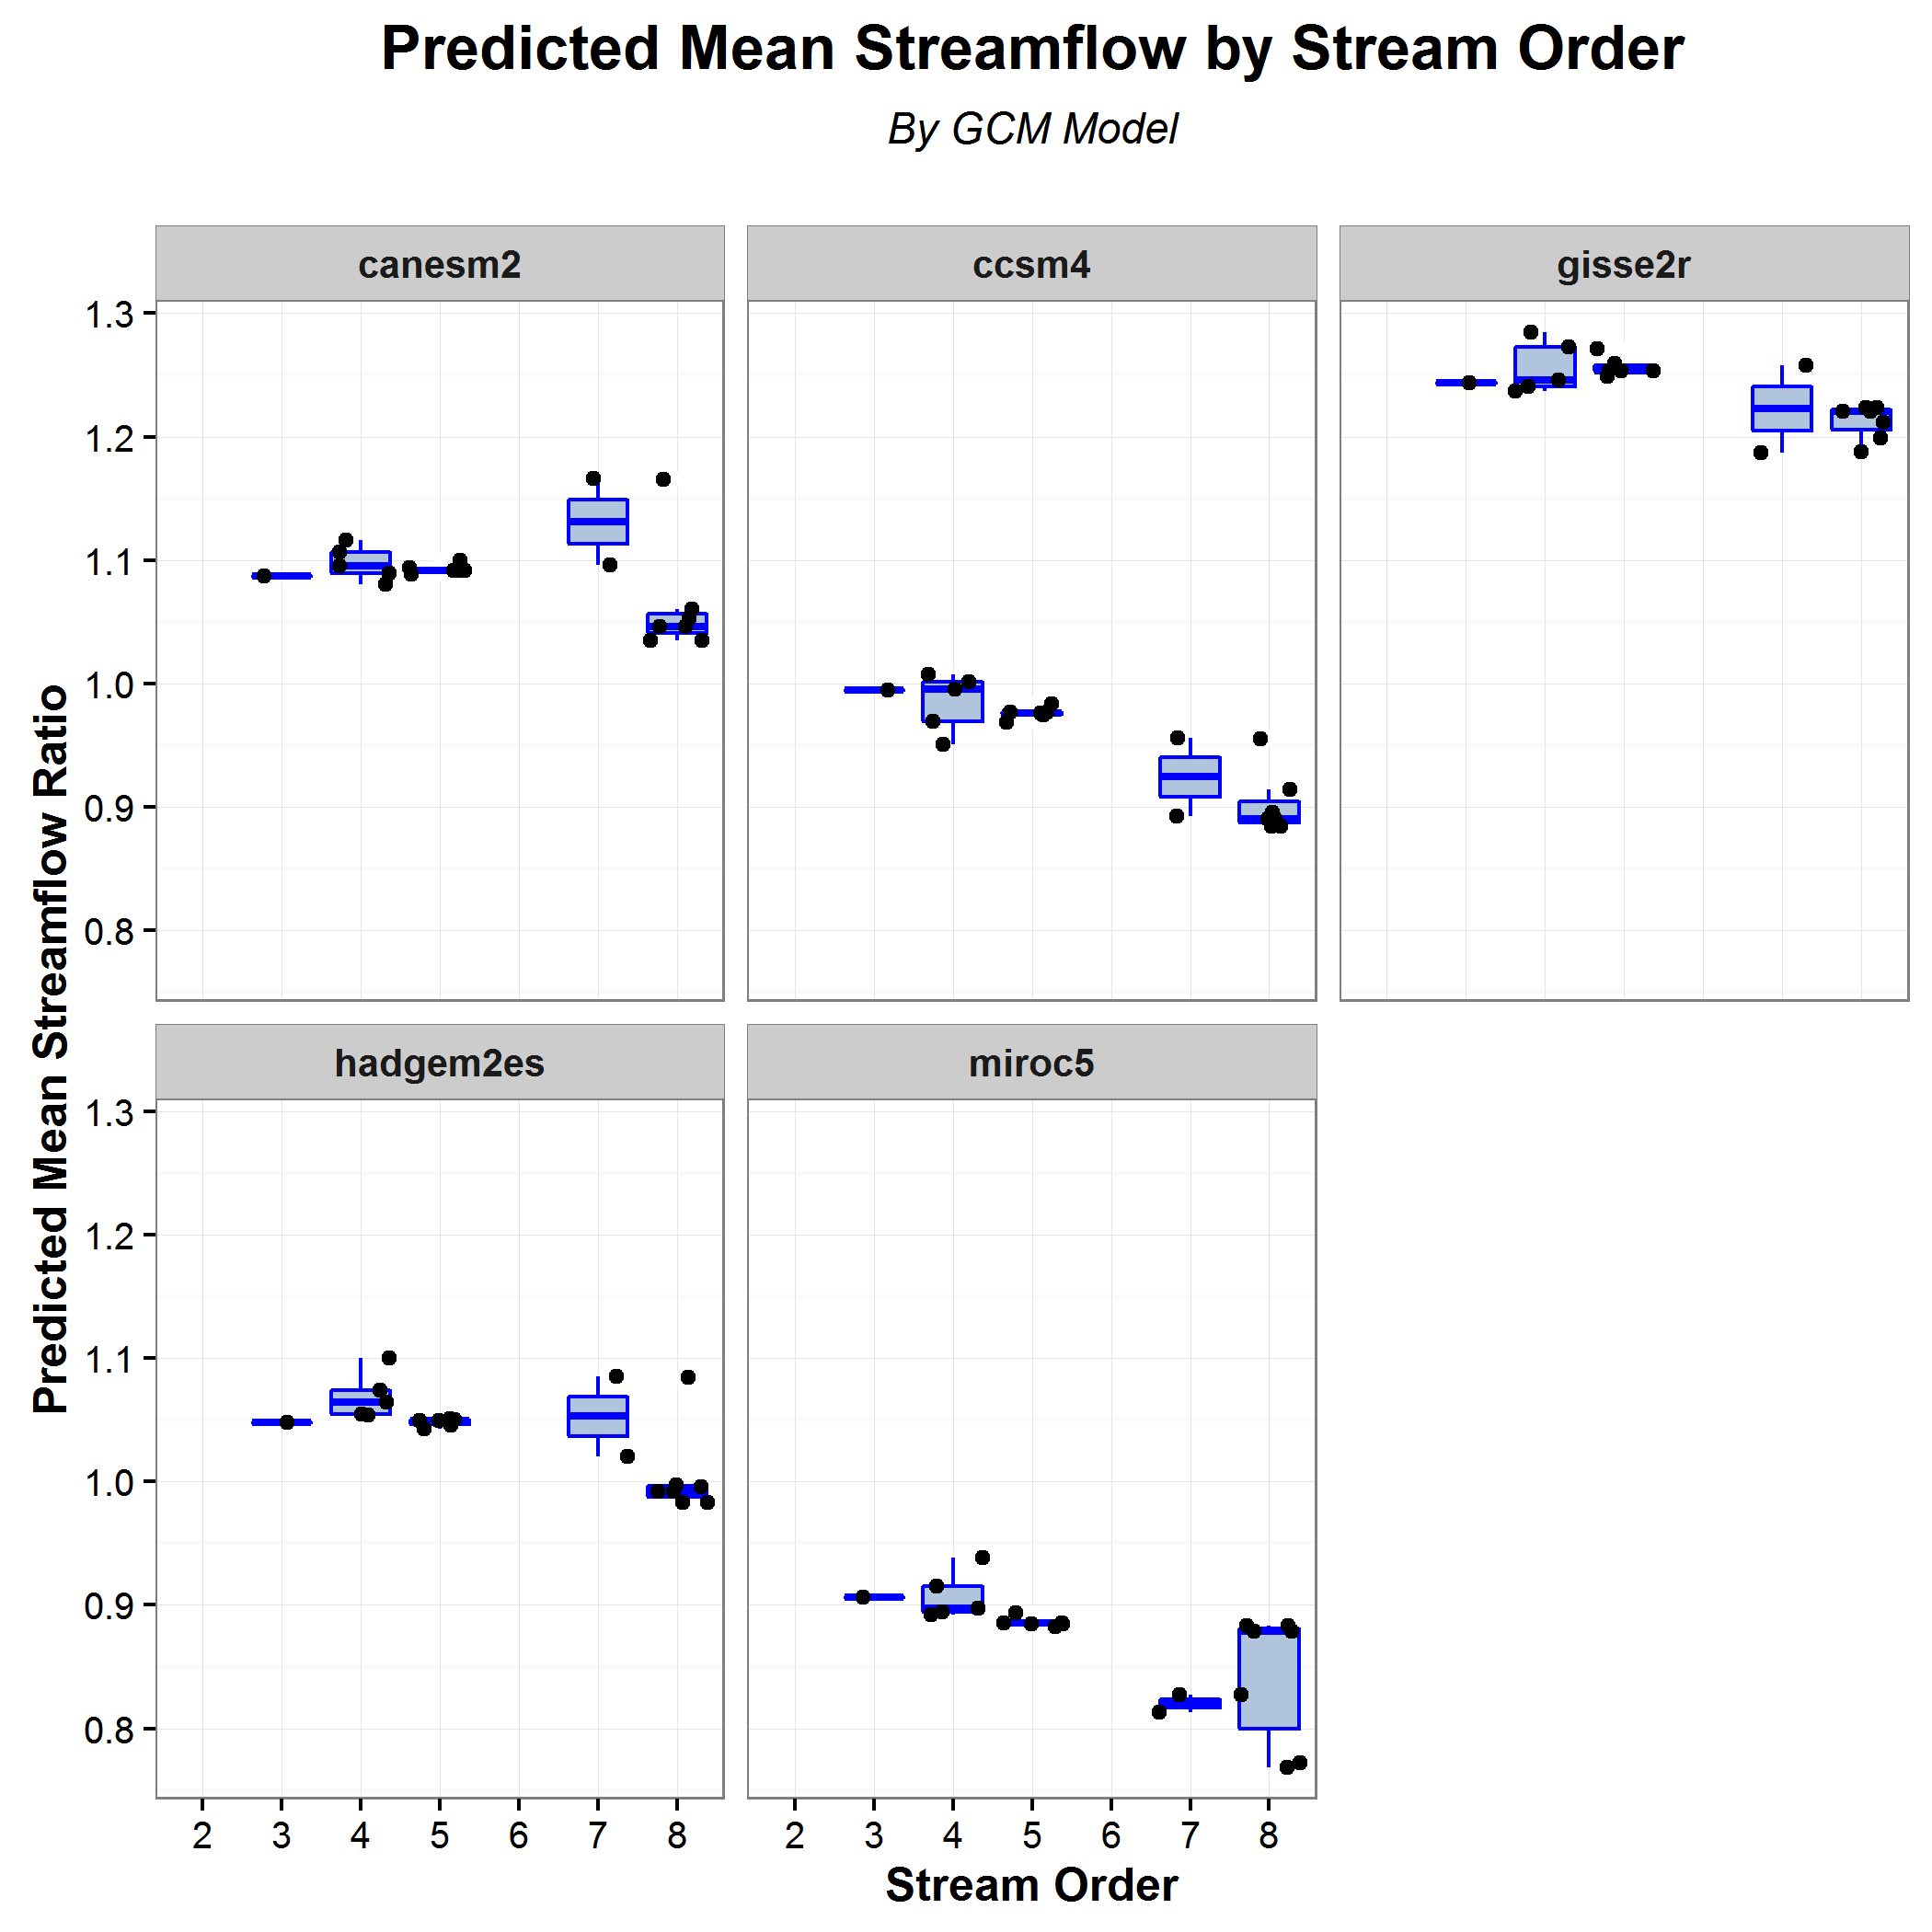 Predicted Mean Streamflow by Stream Order
By GCM Model
canesm2
ccsm4
gisse2r
1.3
1.2
1.1
1.0
0.9
0.8
Predicted Mean Streamflow Ratio
hadgem2es
miroc5
1.3
1.2
1.1
1.0
0.9
0.8
2 3 4 5 6 7 8
2 3 4 5 6 7 8
Stream Order